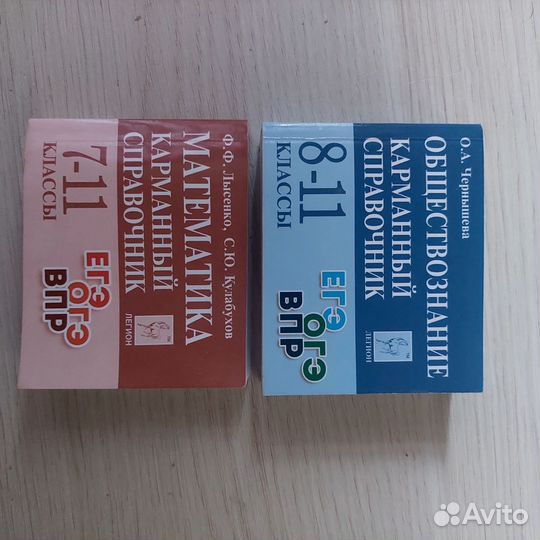 Ф.Ф. Лысенко, С.Ю. Кулабухов
МАТЕМАТИКА
КАРМАННЫЙ
СПРАВОЧНИК
7-11
КЛАССЫ
ЕГЭ
ОГЭ
ВПР
ЛЕГИОН
О.А. Чернышева
ОБЩЕСТВОЗНАНИЕ
КАРМАННЫЙ
СПРАВОЧНИК
8-11
КЛАССЫ
ЕГЭ
ОГЭ
ВПР
TM
ЛЕГИОН
Avito